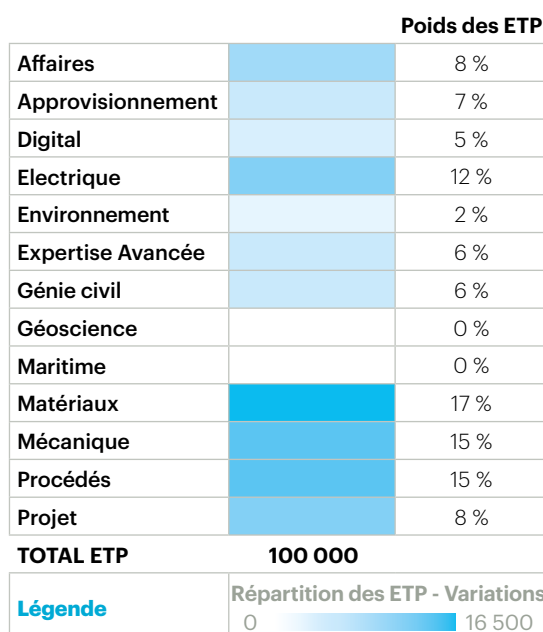 Poids des ETP
Affaires 8 %
Approvisionnement 7 %
Digital 5 %
Electrique 12 %
Environnement 2 %
Expertise Avancée 6 %
Génie civil 6 %
Géoscience 0 %
Maritime 0 %
Matériaux 17 %
Mécanique 15 %
Procédés 15 %
Projet 8 %
TOTAL ETP 100 000
Répartition des ETP - Variations
Légende
0 16 500